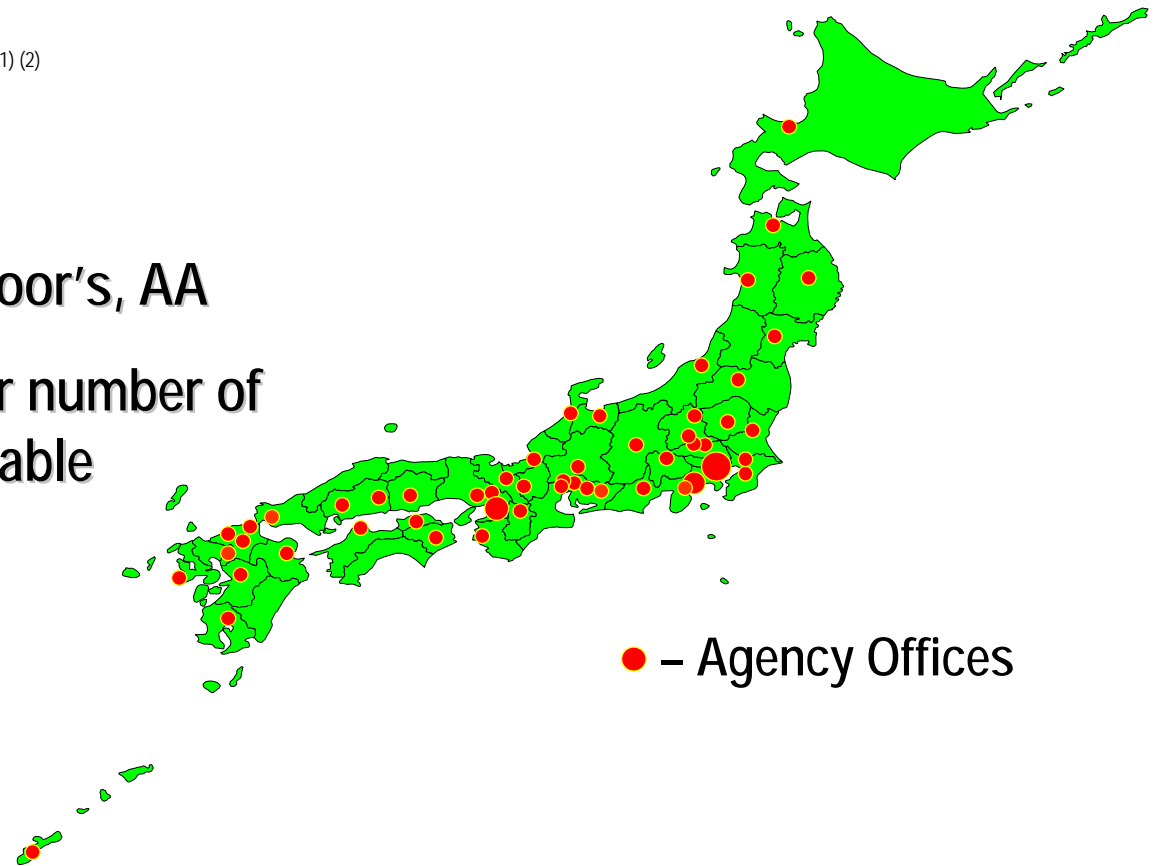 1) (2)
oor's, AA
r number of
able
– Agency Offices